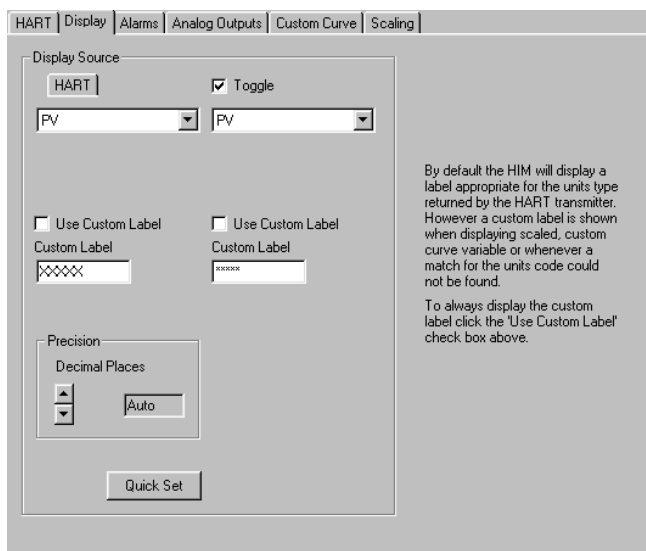 HART Display Alarms Analog Outputs Custom Curve Scaling
Display Source
HART Toggle
PV PV
Use Custom Label Use Custom Label
Custom Label Custom Label
XXXXX *****
Precision
Decimal Places
Auto
Quick Set
By default the HIM will display a
label appropriate for the units type
returned by the HART transmitter.
However a custom label is shown
when displaying scaled, custom
curve variable or whenever a
match for the units code could
not be found.
To always display the custom
label click the 'Use Custom Label'
check box above.